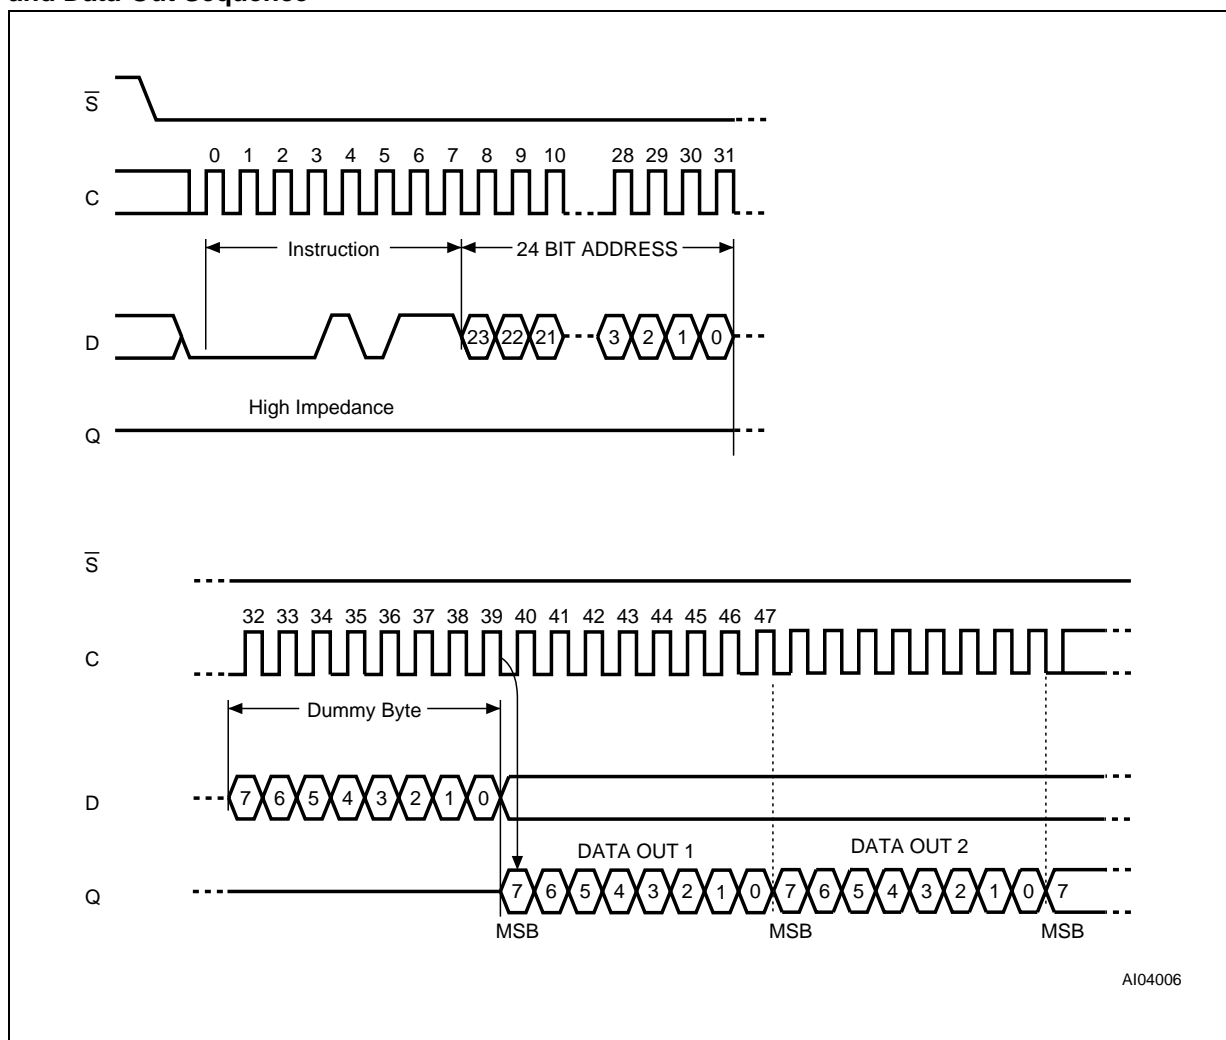 and Data-Out Sequence
S
0 1 2 3 4 5 6 7 8 9 10 28 29 30 31
C
Instruction 24 BIT ADDRESS
D 23 22 21 3 2 1 0
High Impedance
Q
S
32 33 34 35 36 37 38 39 40 41 42 43 44 45 46 47
C
Dummy Byte
D 7 6 5 4 3 2 1 0
DATA OUT 1 DATA OUT 2
Q 7 6 5 4 3 2 1 0 7 6 5 4 3 2 1 0 7
MSB MSB MSB
AI04006